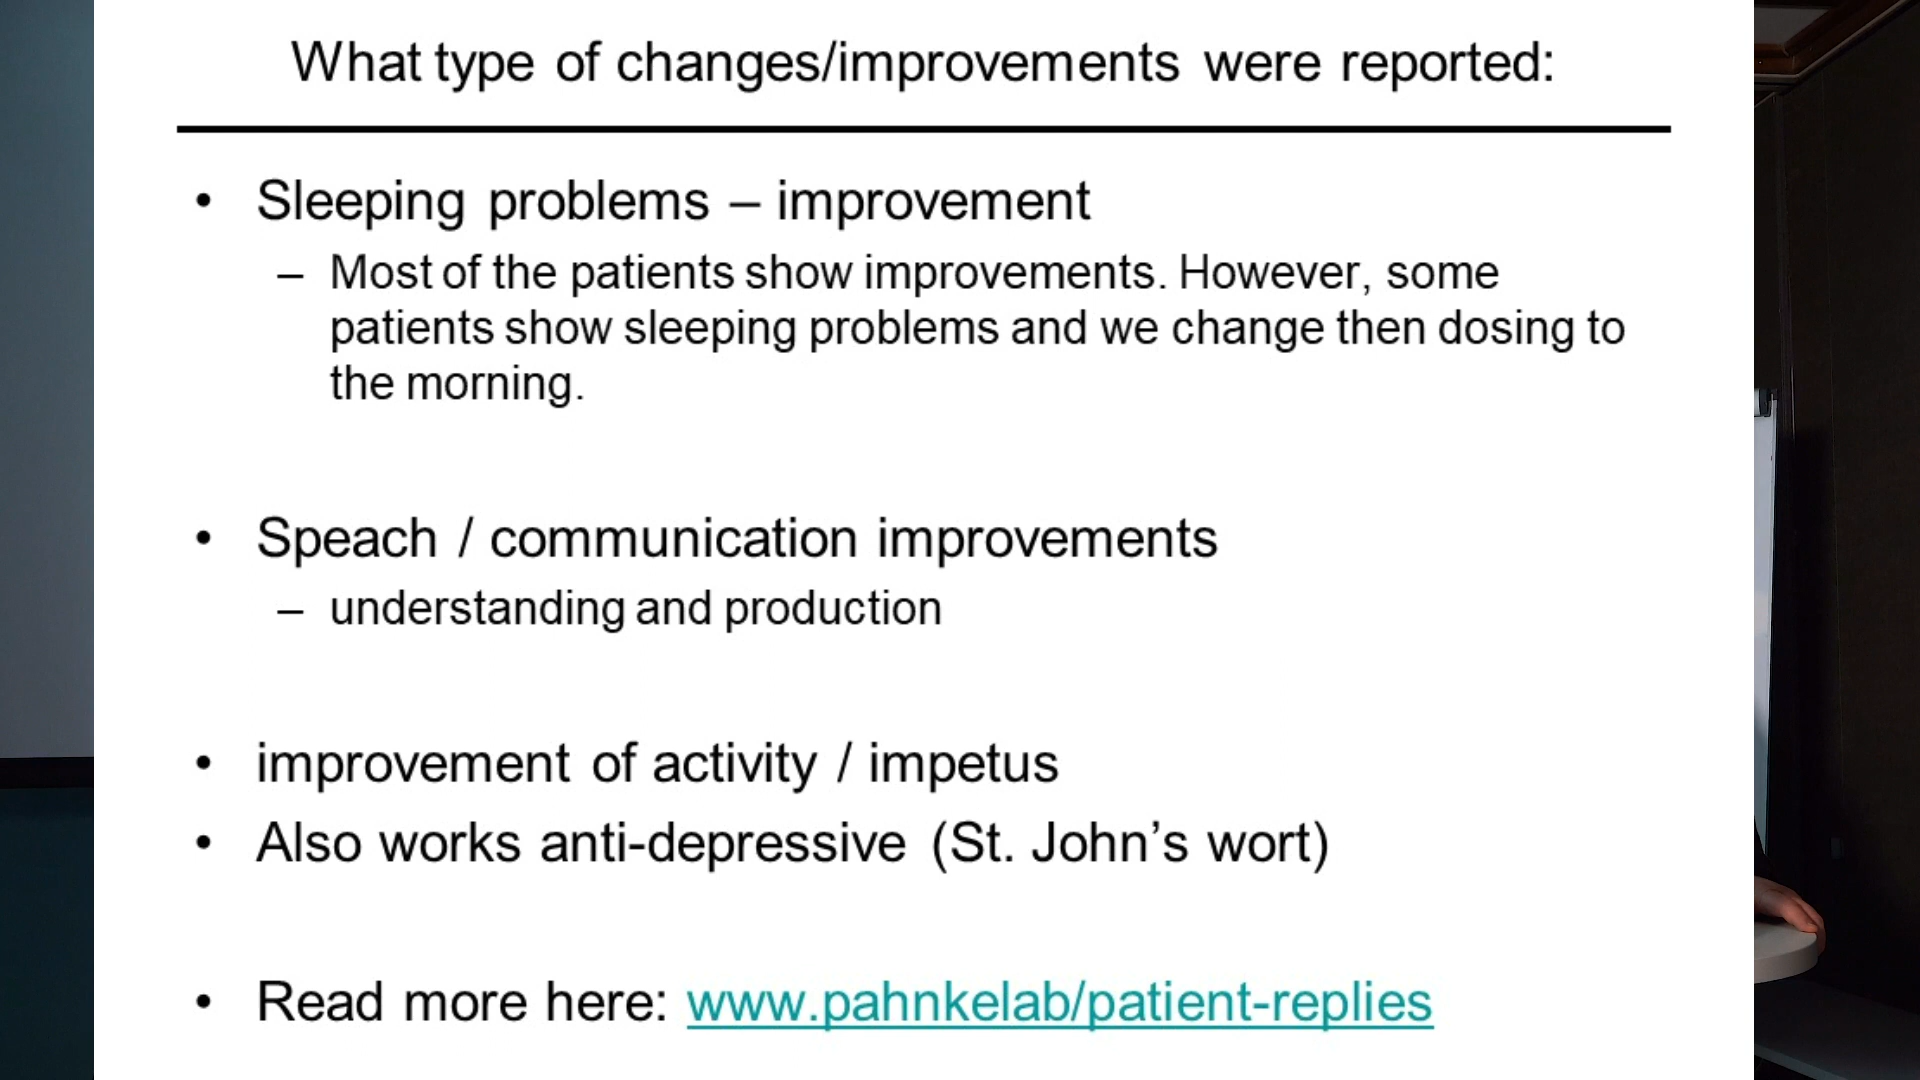 What type of changes/improvements were reported:
• Sleeping problems – improvement
– Most of the patients show improvements. However, some
patients show sleeping problems and we change then dosing to
the morning.
• Speach / communication improvements
– understanding and production
• improvement of activity / impetus
• Also works anti-depressive (St. John’s wort)
• Read more here: www.pahnkelab/patient-replies